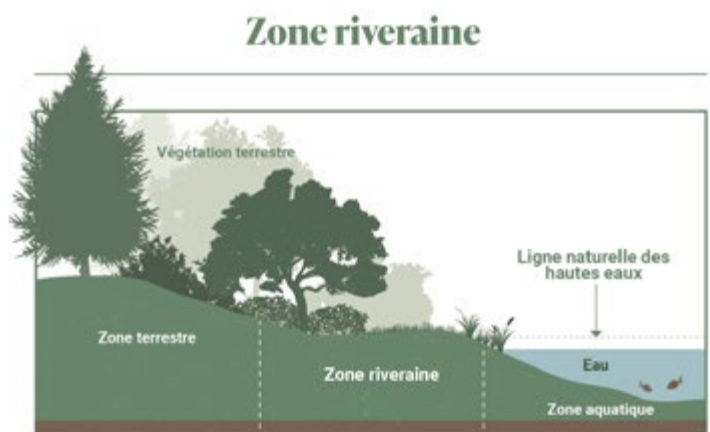 Zone riveraine
Végétation terrestre
Ligne naturelle des
hautes eaux
Zone terrestre
Eau
Zone riveraine
Zone aquatique